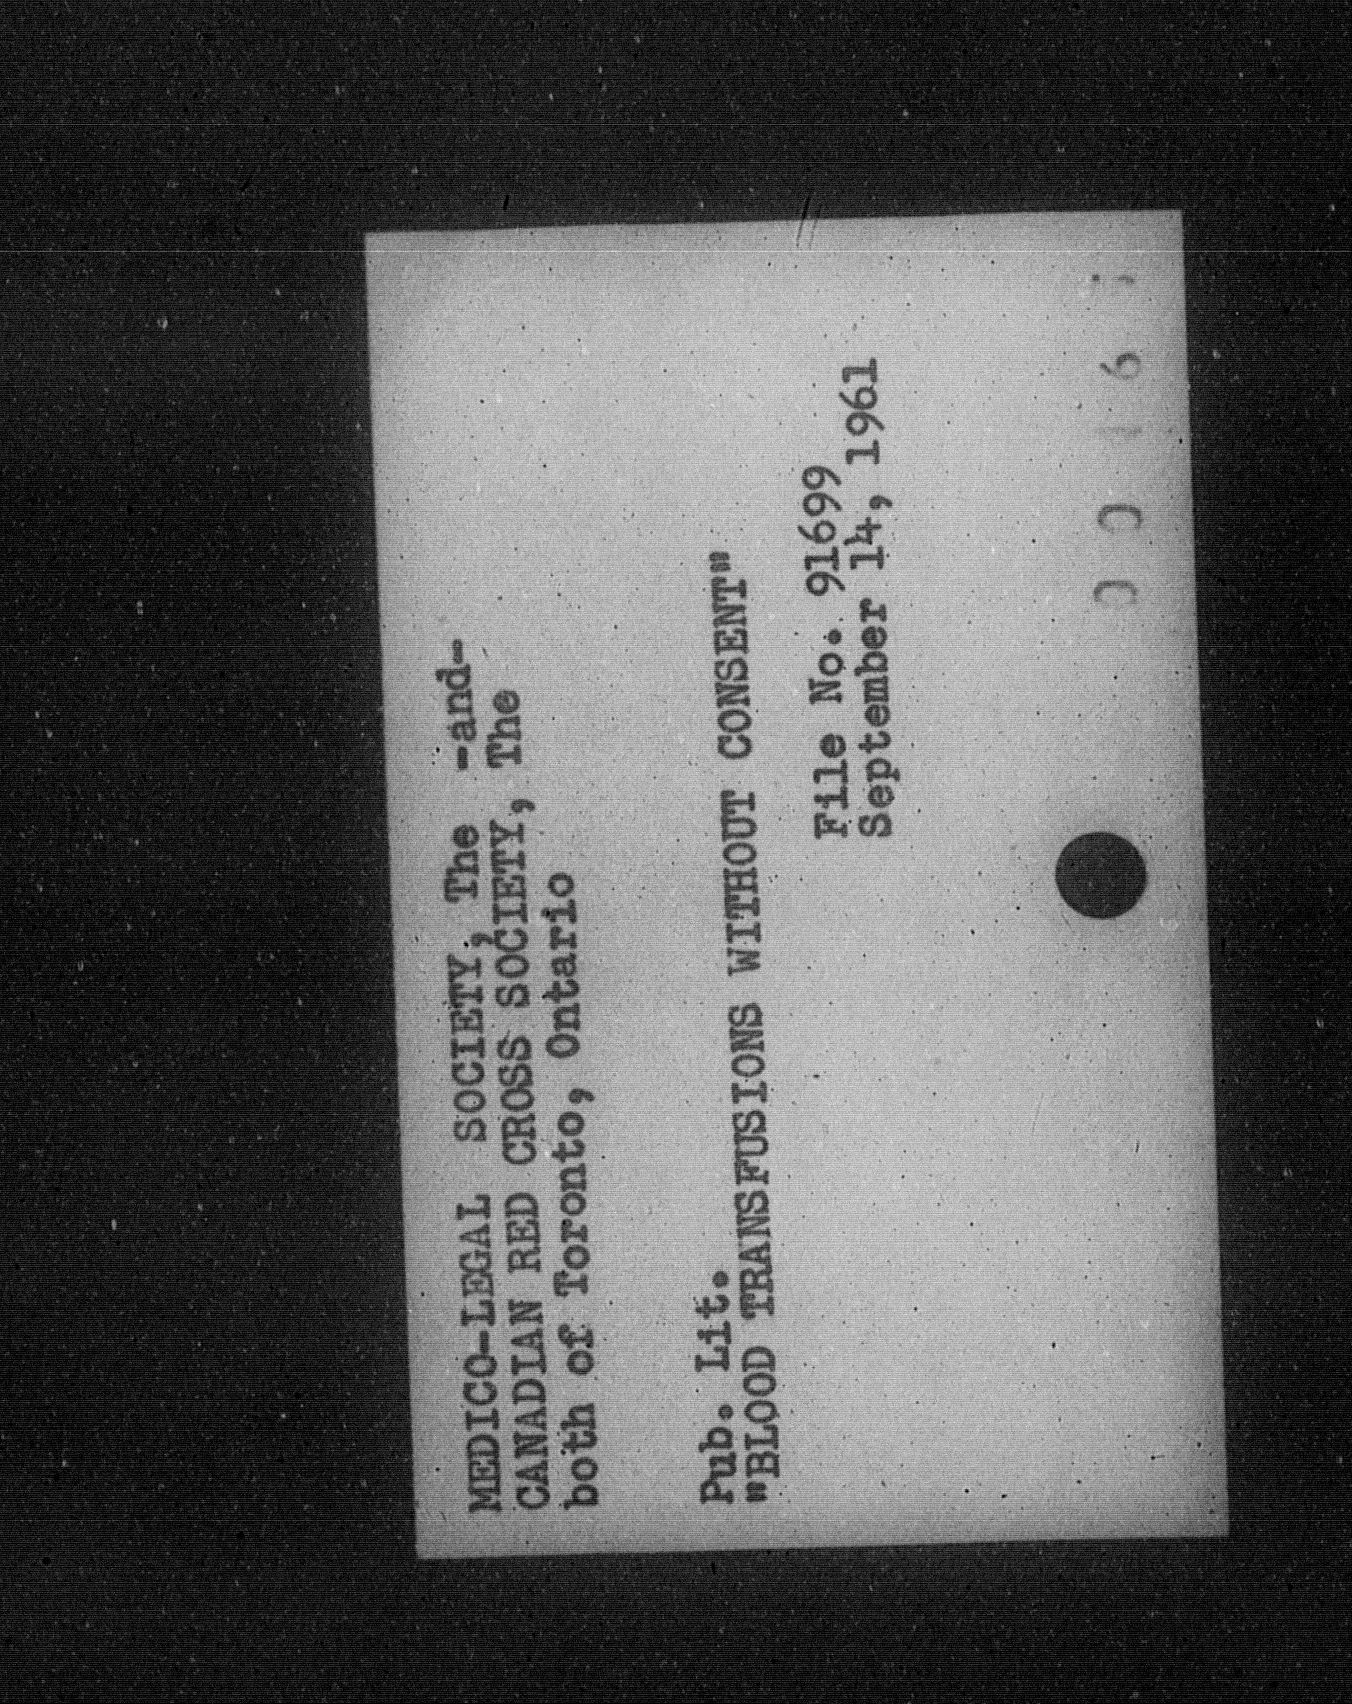 MEDICO-LEGAL SOCIETY, The -and-
CANADIAN RED CROSS SOCIETY, The
both of Toronto, Ontario
Pub. Lit.
"BLOOD TRANSFUSIONS WITHOUT CONSENT"
File No. 91699
September 14, 1961